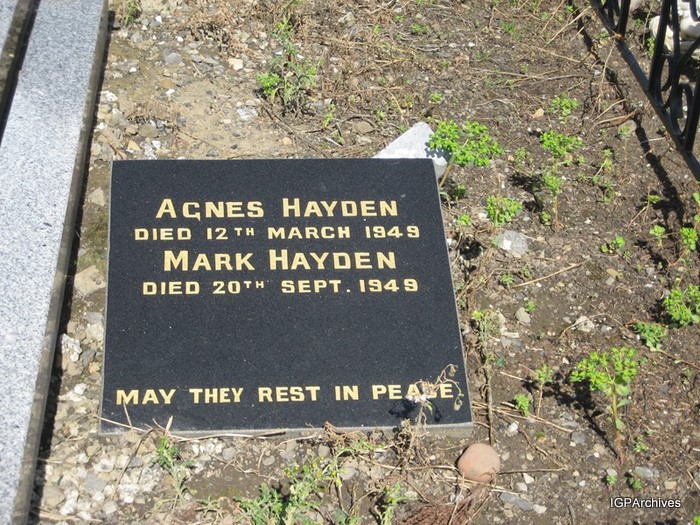 AGNES HAYDEN
DIED 12TH MARCH 1949
MARK HAYDEN
DIED 20TH SEPT. 1949
MAY THEY REST IN PEACE
IGPArchives